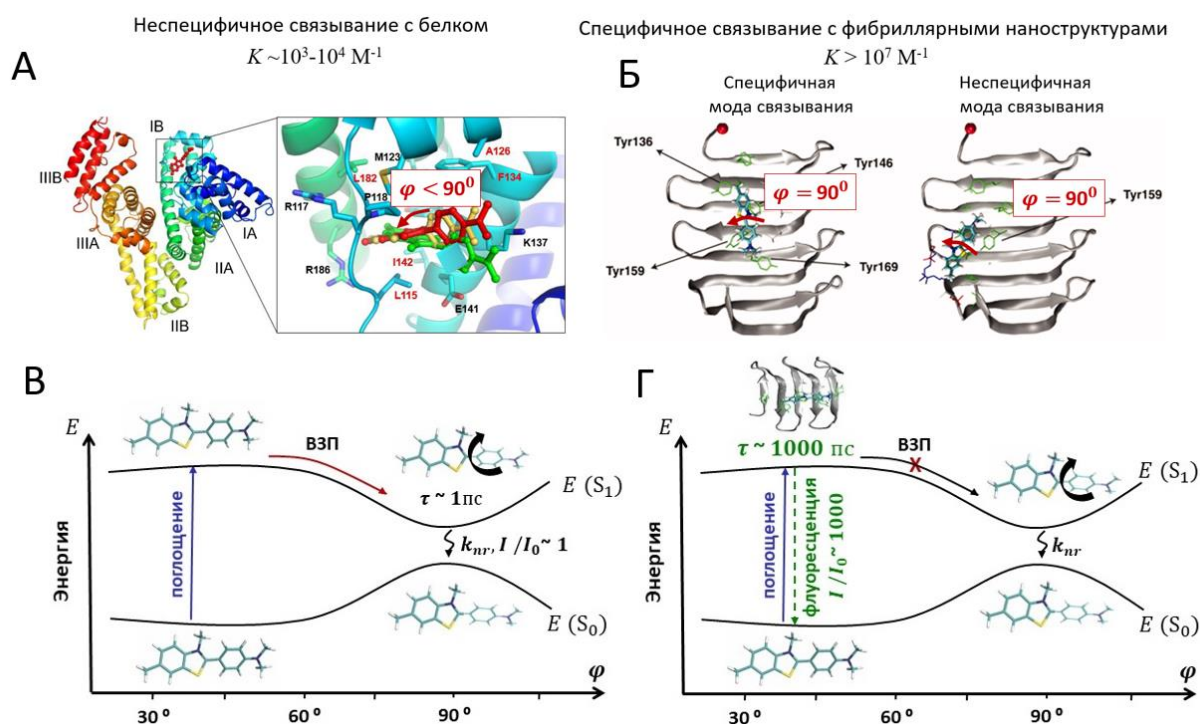 Неспецифичное связывание с белком
K ~10³-10⁴ M⁻¹
Специфичное связывание с фибриллярными наноструктурами
K > 10⁷ M⁻¹
А
IB
IIIB
IA
IIIA
IIA
IIB
M123
A126
L182
P118
F134
φ < 90⁰
R117
K137
I142
R186
L115
E141
Б
Специфичная
мода связывания
Неспецифичная
мода связывания
Tyr136
Tyr146
φ = 90⁰
Tyr159
Tyr169
φ = 90⁰
Tyr159
В
E
Энергия
поглощение
ВЗП
τ ~ 1пс
E (S₁)
k_nr, I /I₀~ 1
E (S₀)
30 ⁰
60 ⁰
90 ⁰
φ
Г
E
Энергия
τ ~ 1000 пс
поглощение
флуоресценция
I /I₀~ 1000
ВЗП
X
E (S₁)
k_nr
E (S₀)
30 ⁰
60 ⁰
90 ⁰
φ